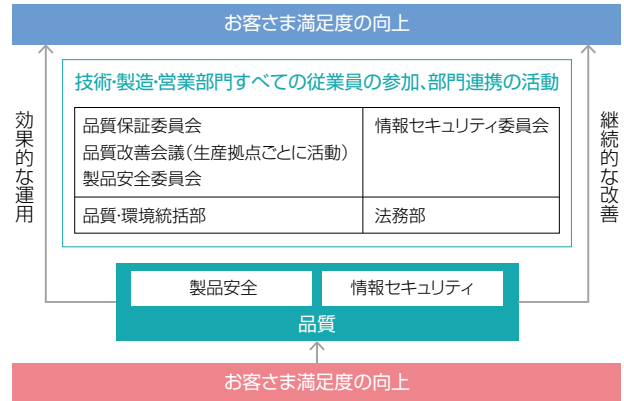 お客さま満足度の向上
技術・製造・営業部門すべての従業員の参加、部門連携の活動
効果的な運用
品質保証委員会
品質改善会議(生産拠点ごとに活動)
製品安全委員会
情報セキュリティ委員会
品質・環境統括部
法務部
継続的な改善
製品安全
情報セキュリティ
品質
お客さま満足度の向上